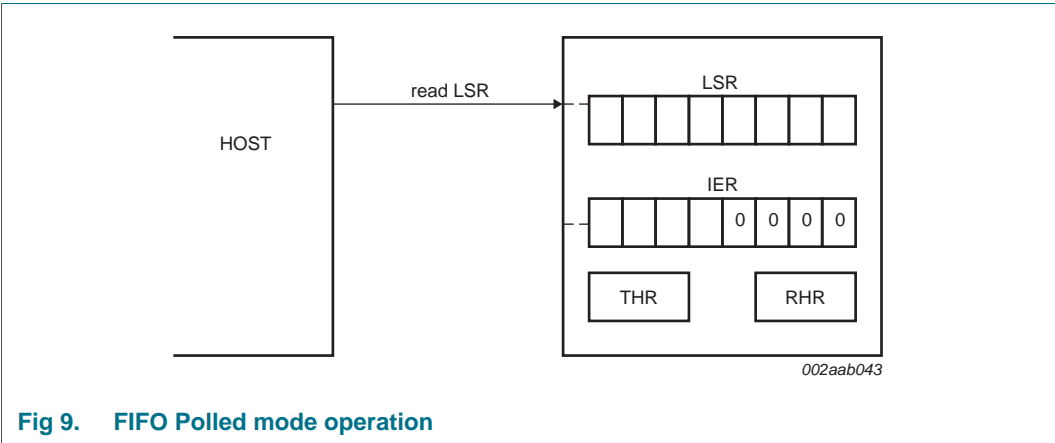 read LSR
LSR
HOST
IER
0 0 0 0
THR RHR
002aab043
Fig 9. FIFO Polled mode operation